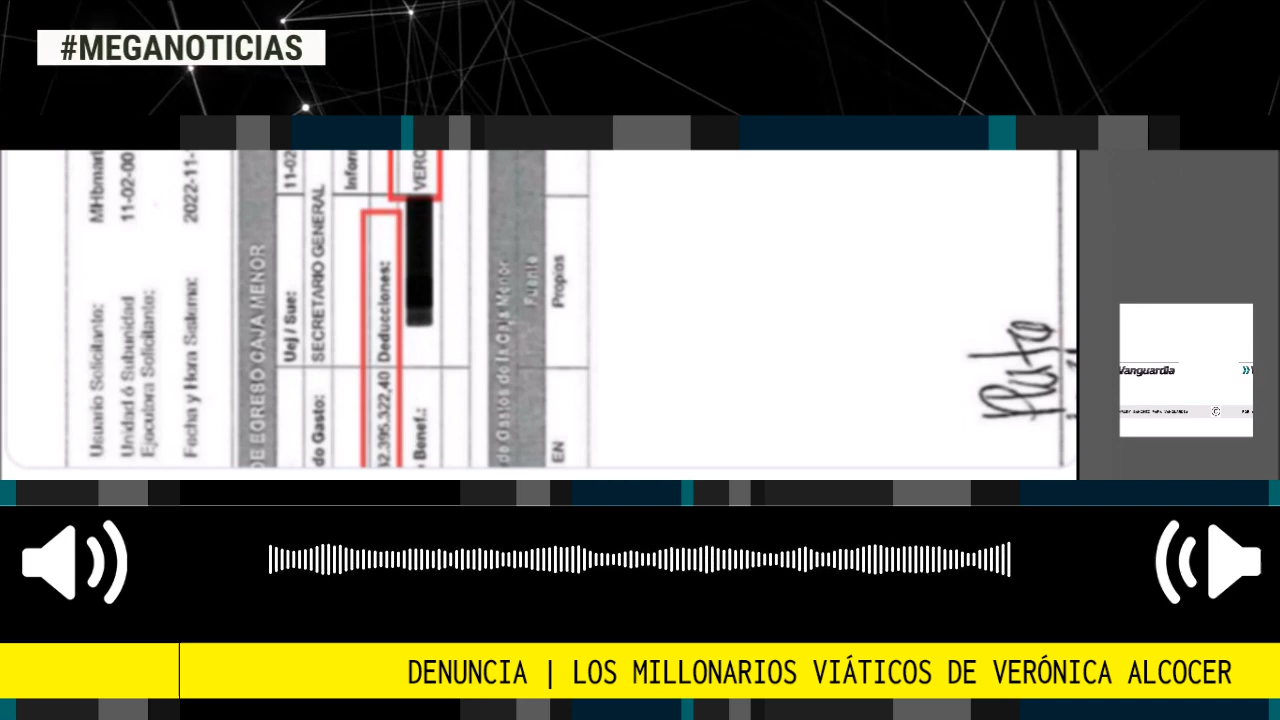 #MEGANOTICIAS
Usuario Solicitante:
Unidad ó Subunidad
Ejecutora Solicitante:
11-02-00
Fecha y Hora Sistema: 2022-11-
DE EGRESO CAJA MENOR
Uej / Sue: 11-02
do Gasto: SECRETARIO GENERAL
Infor
2.395.322,40 Deducciones:
Benef.: VERO
de Gastos de la Caja Menor
Fuente
EN Propios
Vanguardia
DENUNCIA | LOS MILLONARIOS VIÁTICOS DE VERÓNICA ALCOCER